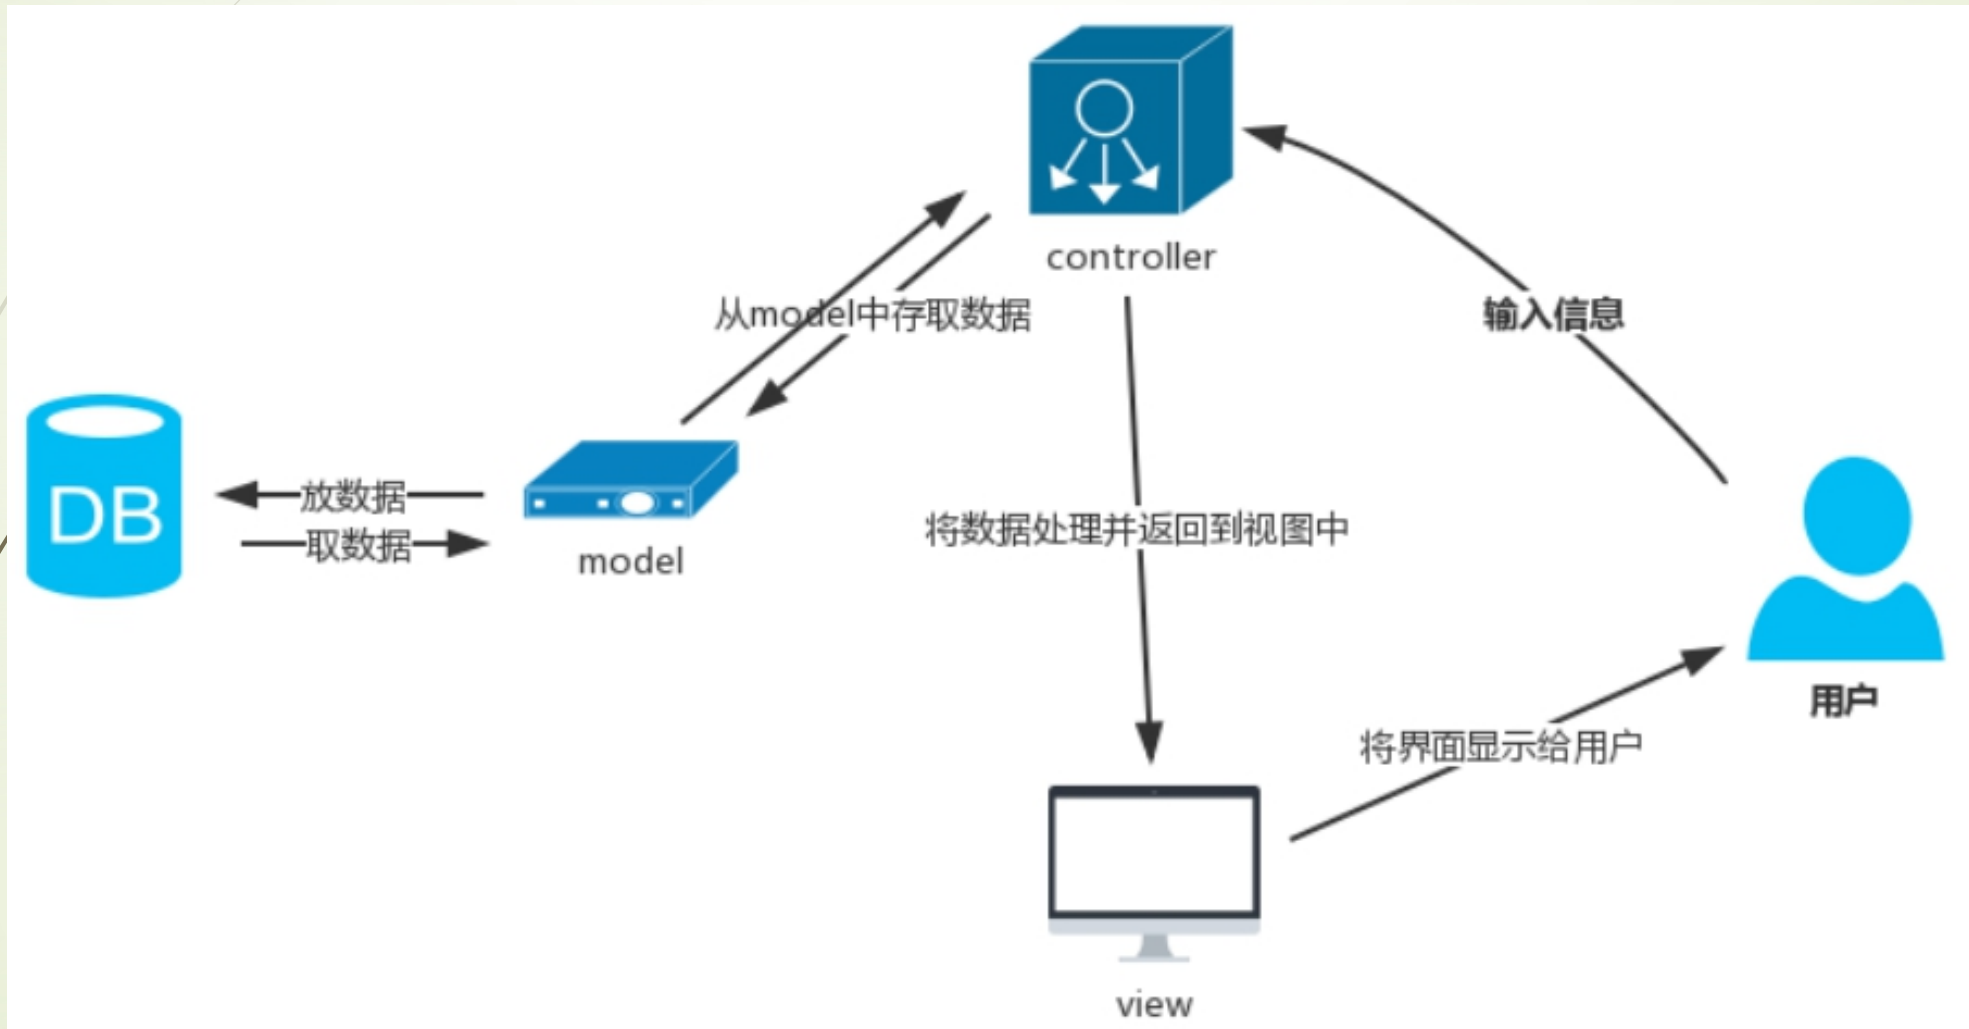 controller
从model中存取数据
输入信息
DB
放数据
取数据
model
将数据处理并返回到视图中
用户
将界面显示给用户
view